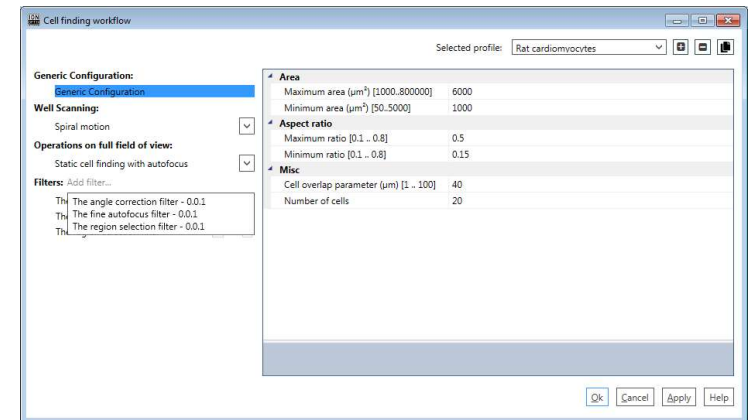 Cell finding workflow
Selected profile: Rat cardiomyocytes
Generic Configuration:
Generic Configuration
Well Scanning:
Spiral motion
Operations on full field of view:
Static cell finding with autofocus
Filters: Add filter...
The angle correction filter - 0.0.1
The fine autofocus filter - 0.0.1
The region selection filter - 0.0.1
Area
Maximum area (µm²) [1000..800000] 6000
Minimum area (µm²) [50..5000] 1000
Aspect ratio
Maximum ratio [0.1 .. 0.8] 0.5
Minimum ratio [0.1 .. 0.8] 0.15
Misc
Cell overlap parameter (µm) [1 .. 100] 40
Number of cells 20
Ok Cancel Apply Help